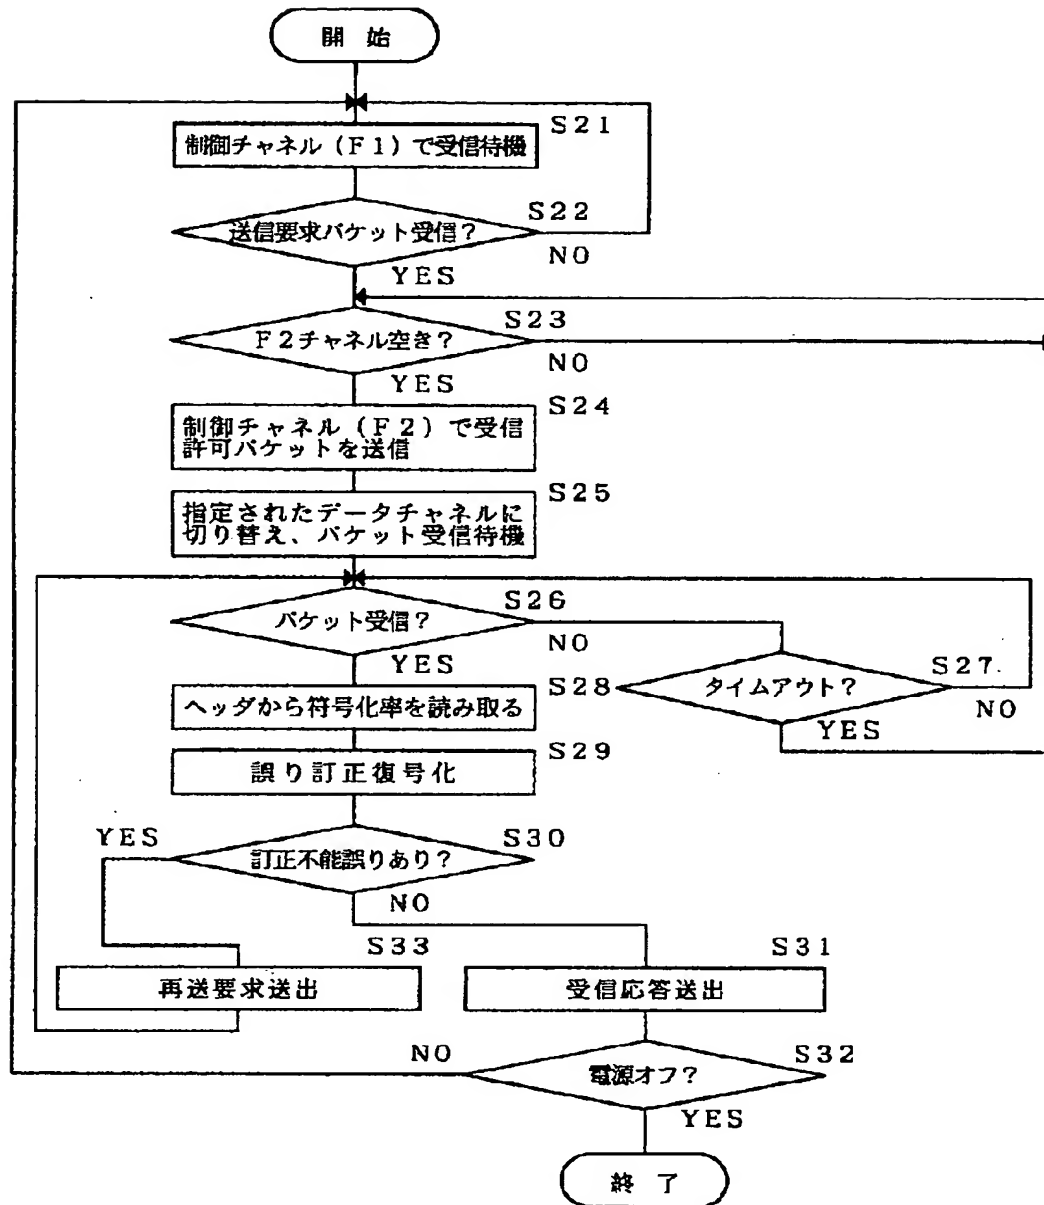 開 始
S21
制御チャネル(F1)で受信待機
S22
送信要求パケット受信?
NO
YES
S23
F2チャネル空き?
NO
YES
S24
制御チャネル(F2)で受信
許可パケットを送信
S25
指定されたデータチャネルに
切り替え、パケット受信待機
S26
パケット受信?
NO
YES
S27
タイムアウト?
NO
YES
S28
ヘッダから符号化率を読み取る
S29
誤り訂正復号化
YES
S30
訂正不能誤りあり?
NO
S33
再送要求送出
S31
受信応答送出
NO
S32
電源オフ?
YES
終 了